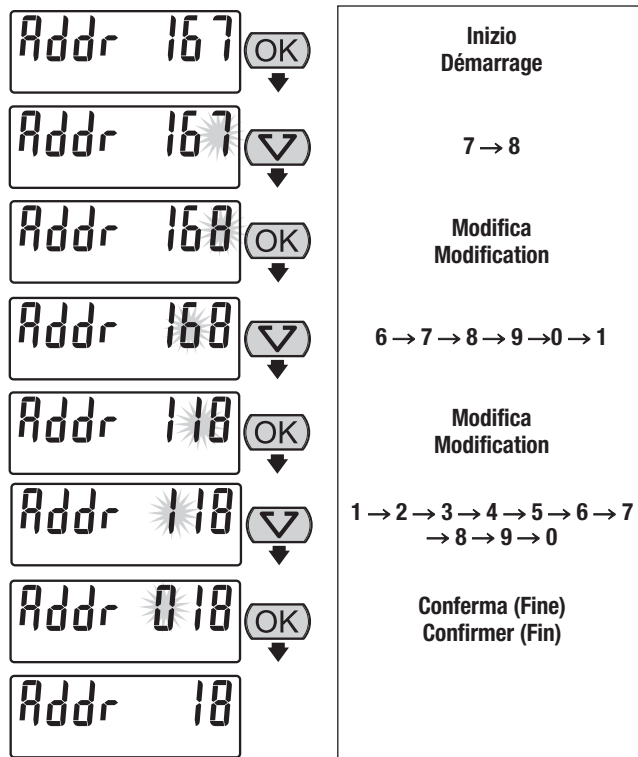 Addr 167 OK
Inizio
Démarrage
Addr 167
7 → 8
Addr 168 OK
Modifica
Modification
Addr 168
6 → 7 → 8 → 9 →0 → 1
Addr 118 OK
Modifica
Modification
Addr 118
1 → 2 → 3 → 4 → 5 → 6 → 7
→ 8 → 9 → 0
Addr 018 OK
Conferma (Fine)
Confirmer (Fin)
Addr 18